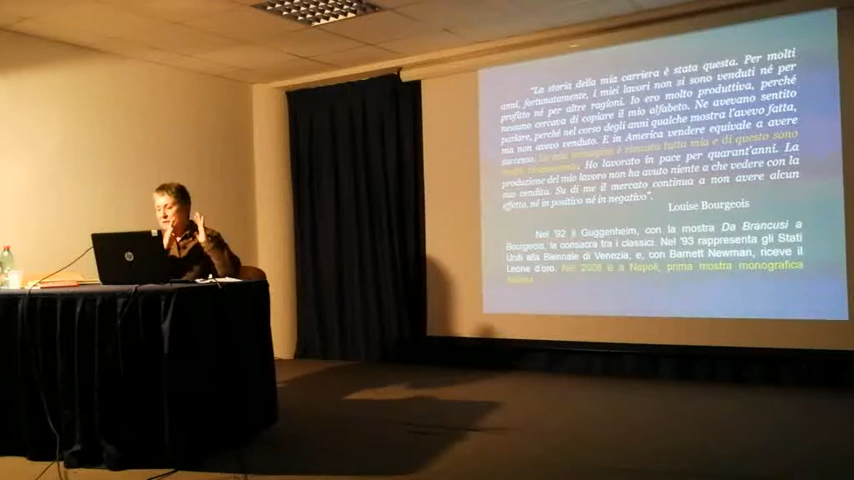 "La storia della mia carriera è stata questa. Per molti
anni, fortunatamente, i miei lavori non si sono venduti né per
profitto né per altre ragioni. Io ero molto produttiva, perché
nessuno cercava di copiare il mio alfabeto. Ne avevano sentito
parlare, perché nel corso degli anni qualche mostra l'avevo fatta,
ma non avevo venduto. E in America vendere equivale a avere
successo. La mia immagine è rimasta tutta mia e di questo sono
Ho lavorato in pace per quarant'anni. La
produzione del mio lavoro non ha avuto niente a che vedere con la
sua vendita. Su di me il mercato continua a non avere alcun
effetto, né in positivo né in negativo".
Louise Bourgeois
Nel '92 il Guggenheim, con la mostra Da Brancusi a
Bourgeois, la consacra tra i classici. Nel '93 rappresenta gli Stati
Uniti alla Biennale di Venezia, e, con Barnett Newman, riceve il
Leone d'oro. Nel 2008 è a Napoli, prima mostra monografica
hp